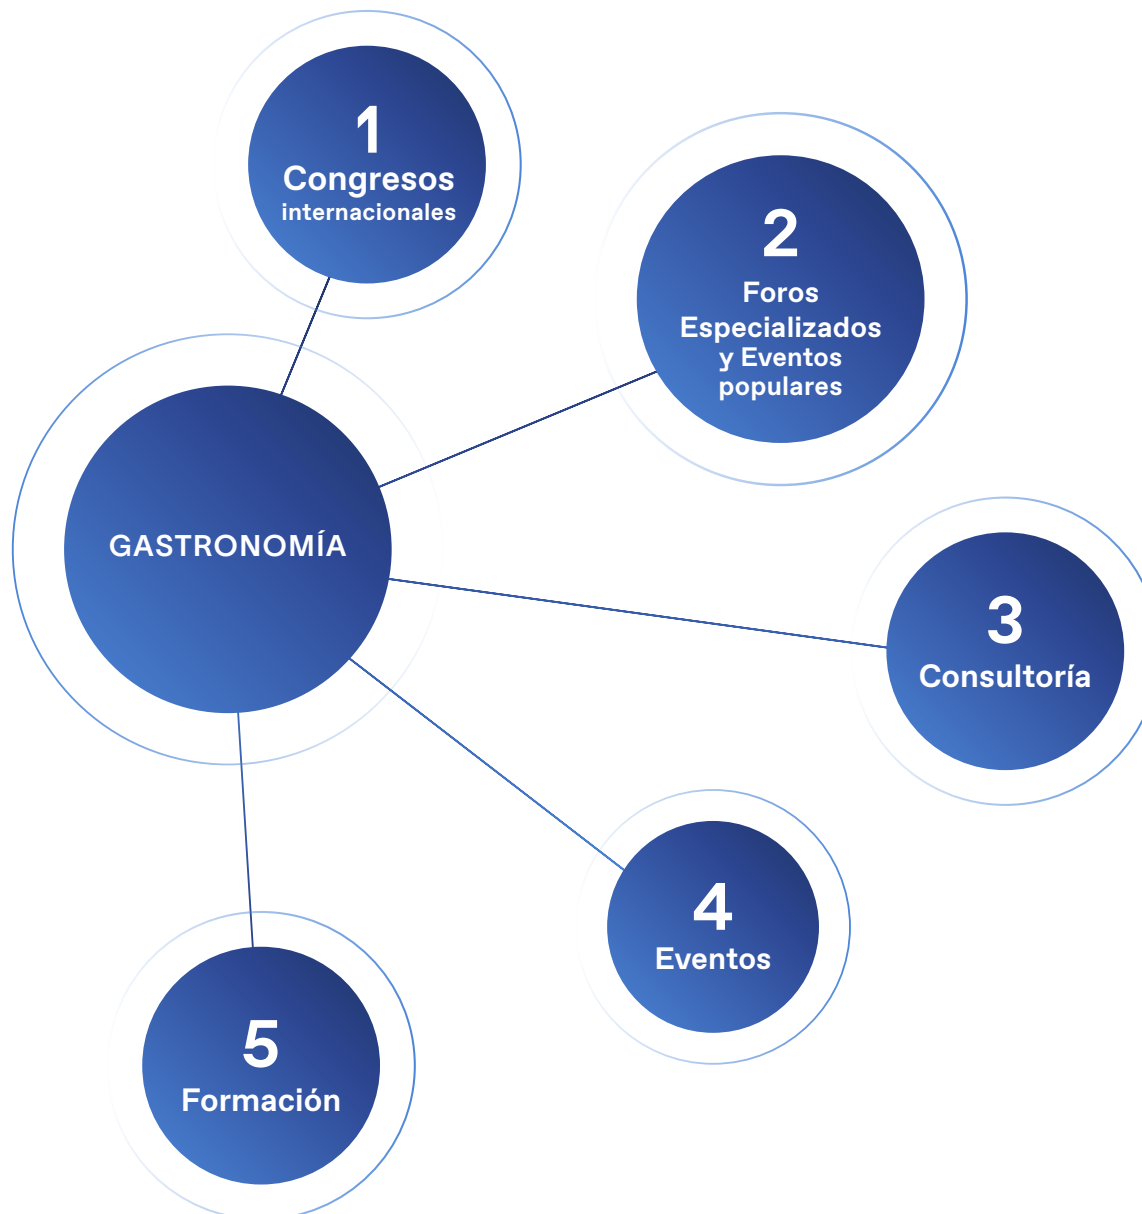 1
Congresos
internacionales
2
Foros
Especializados
y Eventos
populares
GASTRONOMÍA
3
Consultoría
4
Eventos
5
Formación